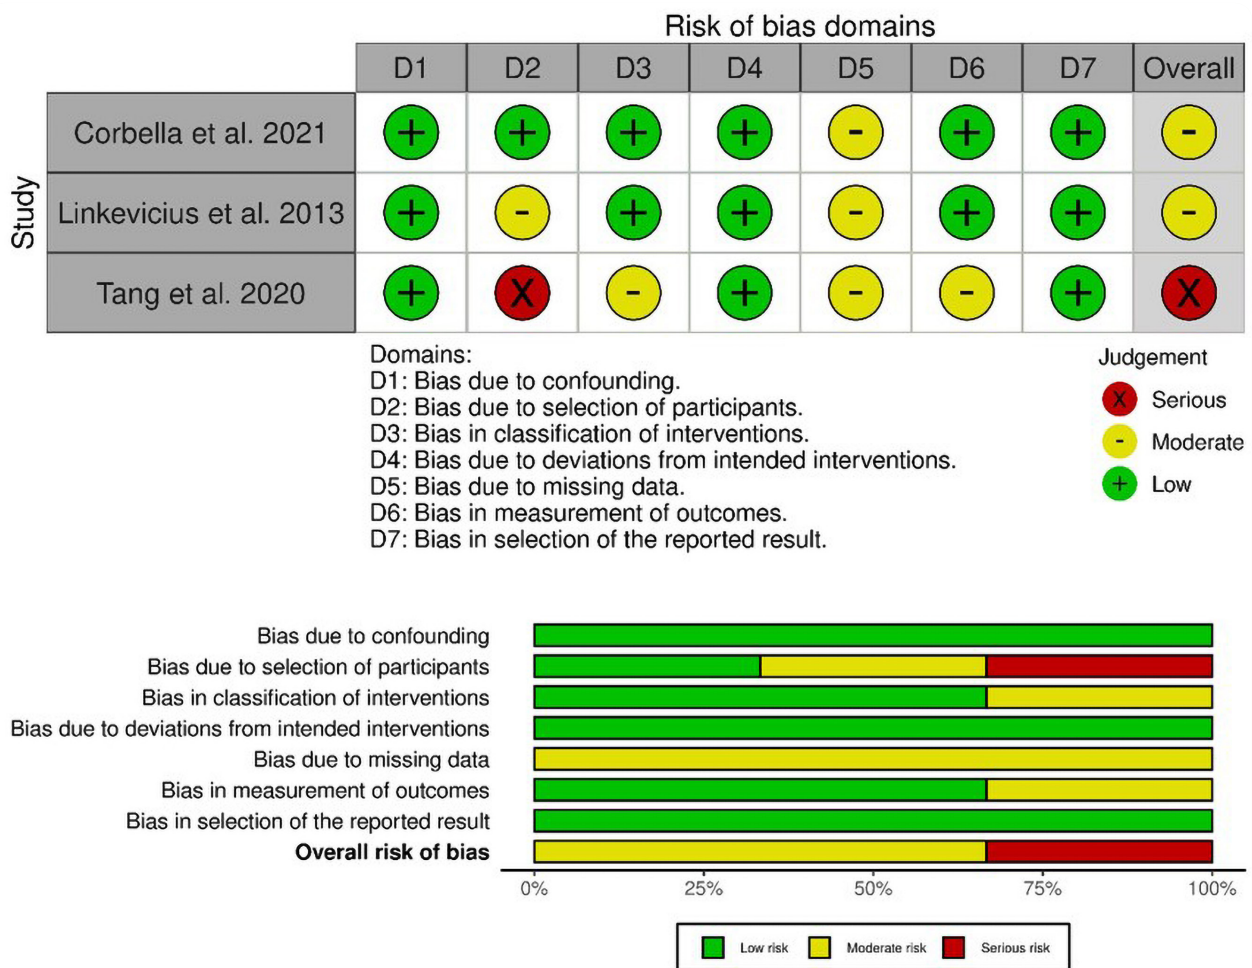 Risk of bias domains
D1 D2 D3 D4 D5 D6 D7 Overall
Study
Corbella et al. 2021 + + + + - + + -
Linkevicius et al. 2013 + - + + - + + -
Tang et al. 2020 + X - + - - + X
Domains:
D1: Bias due to confounding.
D2: Bias due to selection of participants.
D3: Bias in classification of interventions.
D4: Bias due to deviations from intended interventions.
D5: Bias due to missing data.
D6: Bias in measurement of outcomes.
D7: Bias in selection of the reported result.
Judgement
X Serious
- Moderate
+ Low
Bias due to confounding
Bias due to selection of participants
Bias in classification of interventions
Bias due to deviations from intended interventions
Bias due to missing data
Bias in measurement of outcomes
Bias in selection of the reported result
Overall risk of bias
0% 25% 50% 75% 100%
Low risk Moderate risk Serious risk